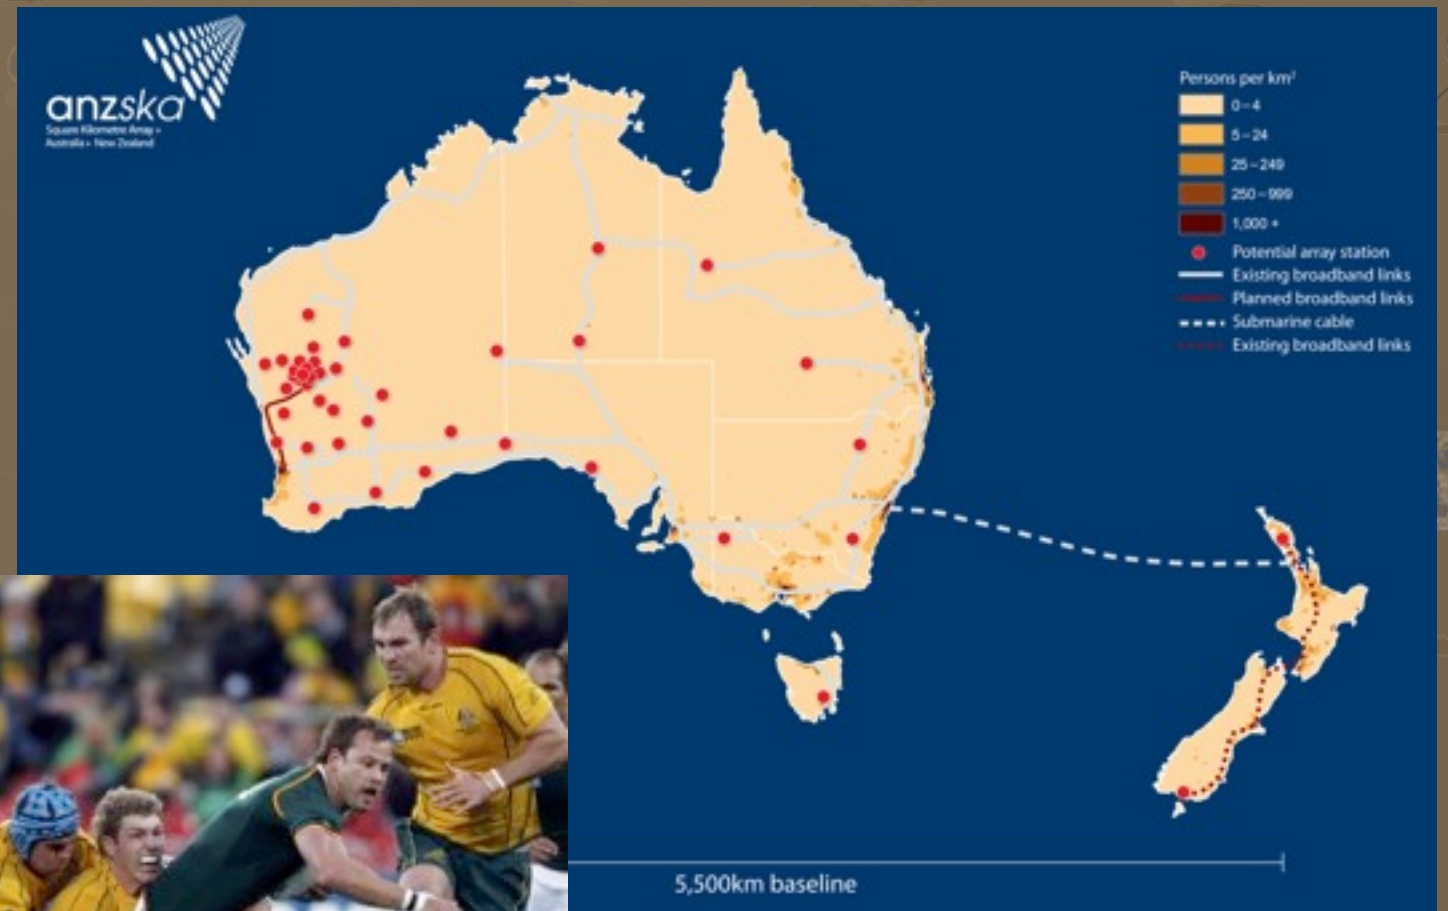 anzska
Square Kilometre Array +
Australia + New Zealand
Persons per km²
0–4
5–24
25–249
250–999
1,000 +
Potential array station
Existing broadband links
Planned broadband links
Submarine cable
Existing broadband links
5,500km baseline